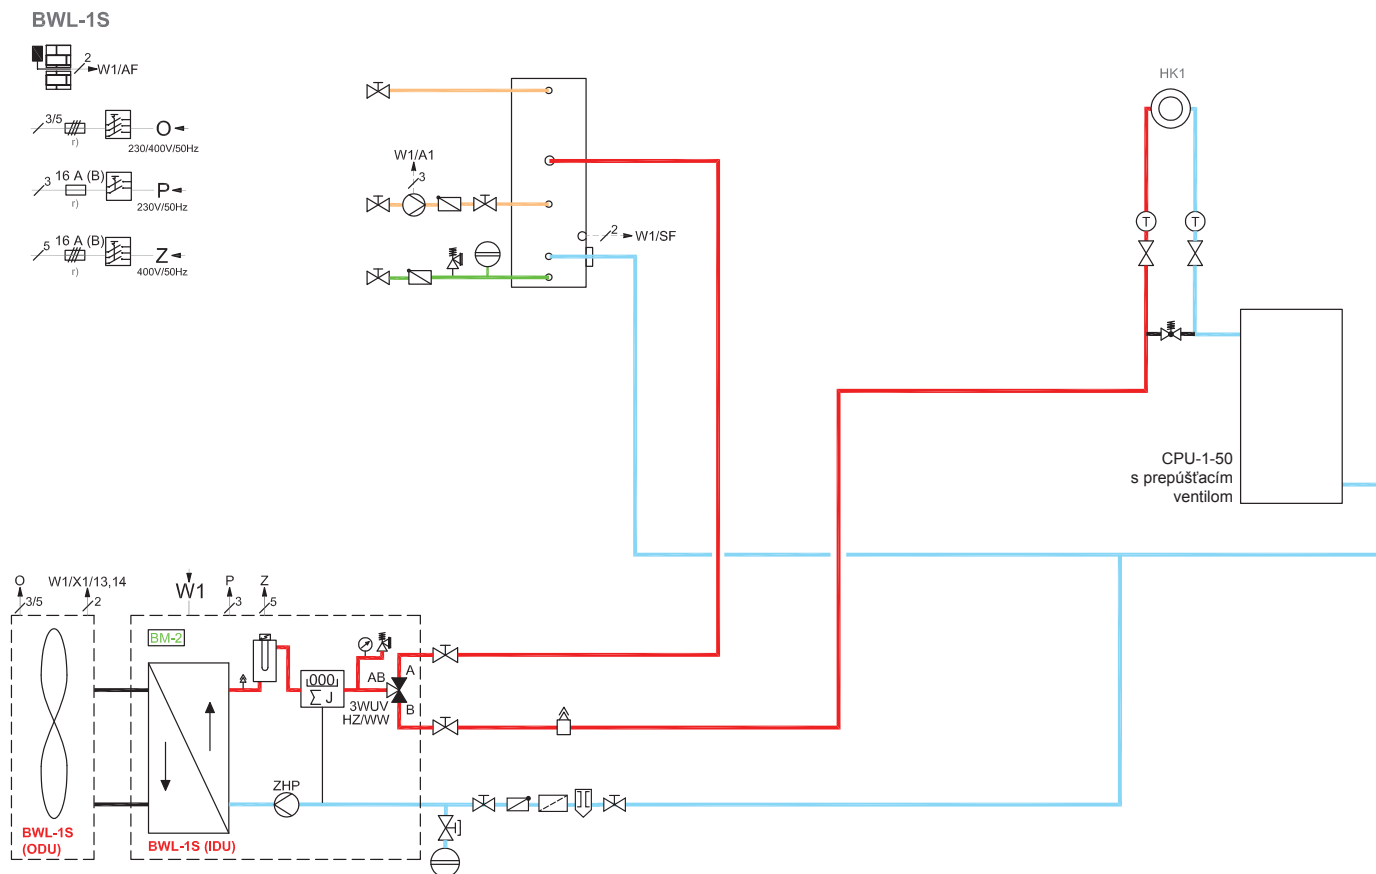 BWL-1S
2
W1/AF
3/5
r)
O
230/400V/50Hz
16 A (B)
3
r)
P
230V/50Hz
16 A (B)
5
r)
Z
400V/50Hz
W1/A1
3
2
W1/SF
HK1
T
T
CPU-1-50
s prepúšťacím
ventilom
O
3/5
W1/X1/13,14
2
W1
P
3
Z
5
BM-2
000
∑ J
AB
A
B
3WUV
HZ/WW
ZHP
BWL-1S
(ODU)
BWL-1S (IDU)